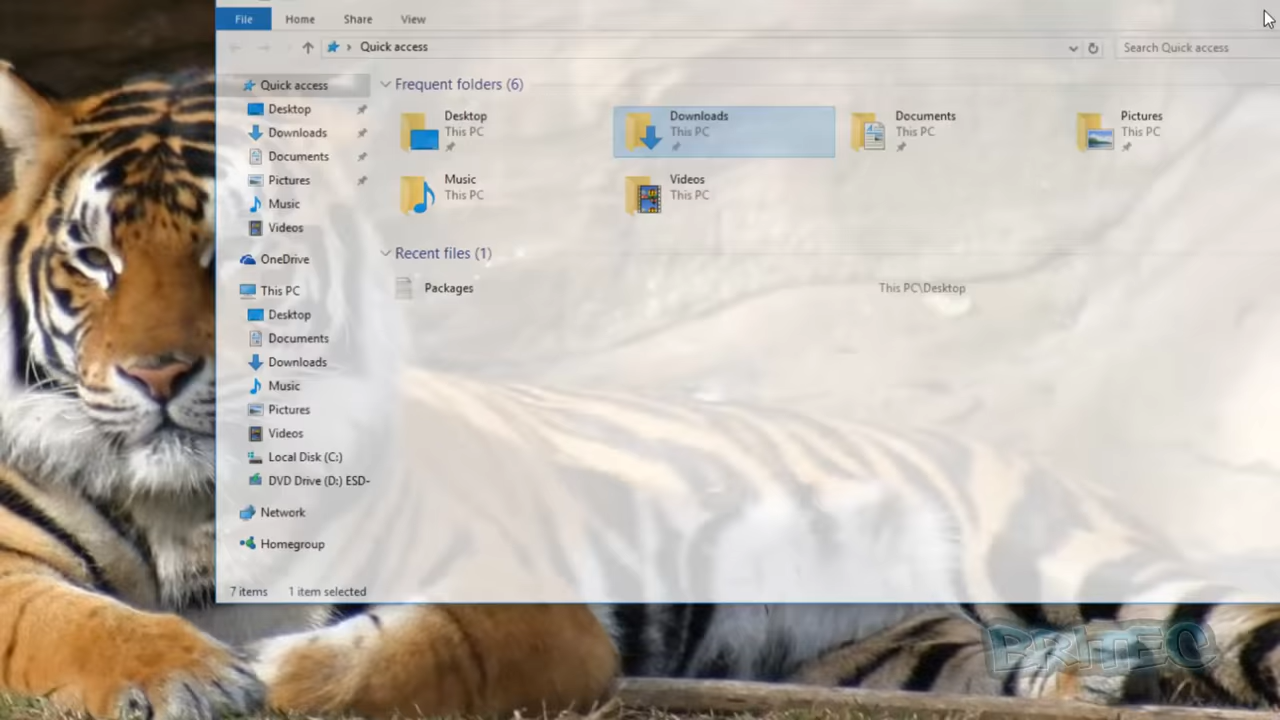 File Home Share View
Quick access Search Quick access
Quick access
Desktop
Downloads
Documents
Pictures
Music
Videos
OneDrive
This PC
Desktop
Documents
Downloads
Music
Pictures
Videos
Local Disk (C:)
DVD Drive (D:) ESD-
Network
Homegroup
Frequent folders (6)
Desktop
This PC
Downloads
This PC
Documents
This PC
Pictures
This PC
Music
This PC
Videos
This PC
Recent files (1)
Packages This PC\Desktop
7 items 1 item selected
BRITEC